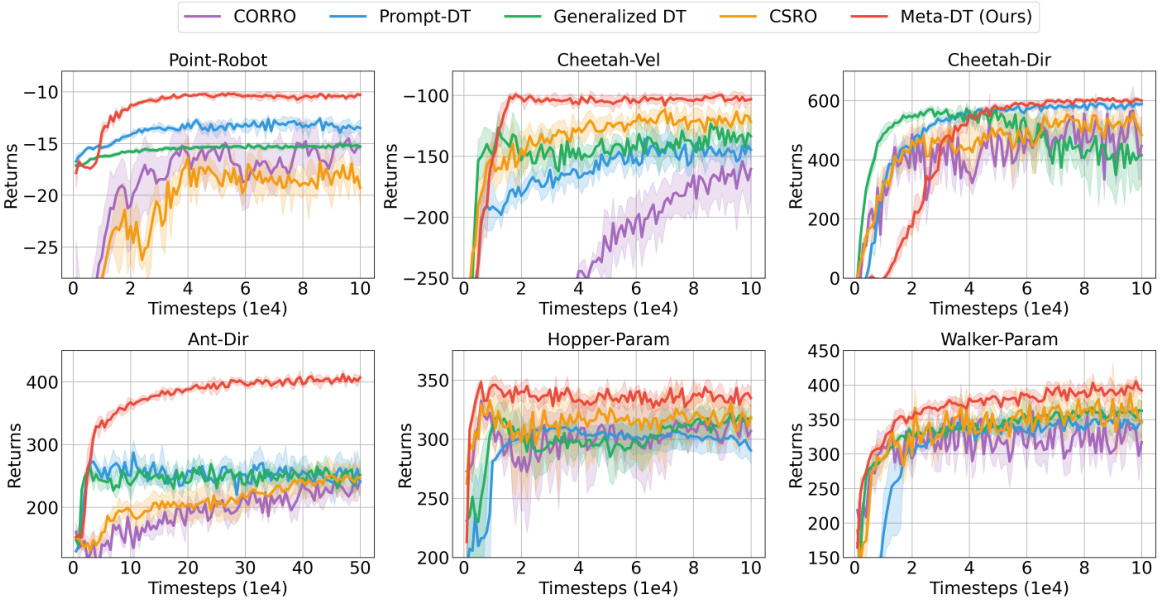 CORRO Prompt-DT Generalized DT CSRO Meta-DT (Ours)
Point-Robot Cheetah-Vel Cheetah-Dir
Returns
−10
−15
−20
−25
0 2 4 6 8 10
Timesteps (1e4)
Returns
−100
−150
−200
−250
0 2 4 6 8 10
Timesteps (1e4)
Returns
600
400
200
0
0 2 4 6 8 10
Timesteps (1e4)
Ant-Dir Hopper-Param Walker-Param
Returns
400
300
200
0 10 20 30 40 50
Timesteps (1e4)
Returns
350
300
250
200
0 2 4 6 8 10
Timesteps (1e4)
Returns
450
400
350
300
250
200
150
0 2 4 6 8 10
Timesteps (1e4)